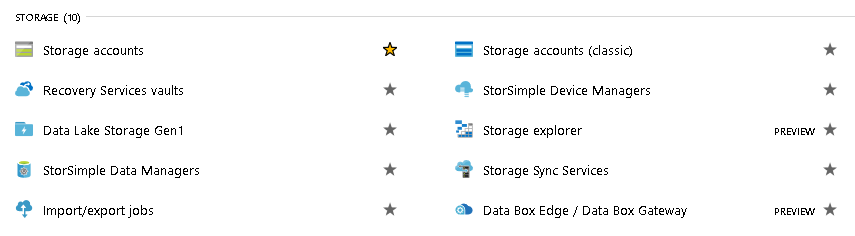 STORAGE (10)
Storage accounts
Storage accounts (classic)
Recovery Services vaults
StorSimple Device Managers
Data Lake Storage Gen1
Storage explorer PREVIEW
StorSimple Data Managers
Storage Sync Services
Import/export jobs
Data Box Edge / Data Box Gateway PREVIEW